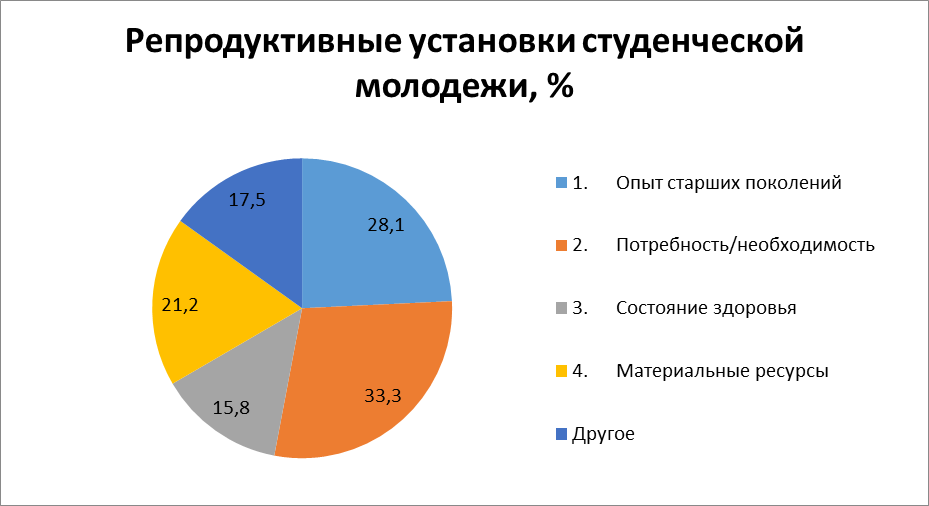 Репродуктивные установки студенческой
молодежи, %
17,5
28,1
21,2
15,8
33,3
1. Опыт старших поколений
2. Потребность/необходимость
3. Состояние здоровья
4. Материальные ресурсы
Другое